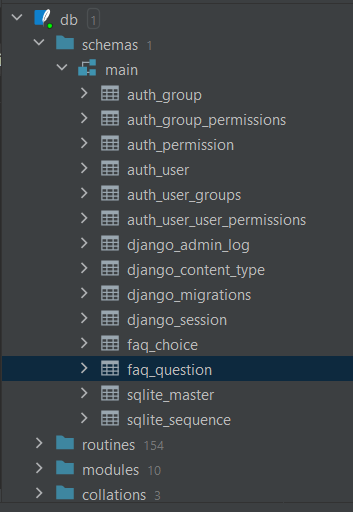 db 1
schemas 1
main
auth_group
auth_group_permissions
auth_permission
auth_user
auth_user_groups
auth_user_user_permissions
django_admin_log
django_content_type
django_migrations
django_session
faq_choice
faq_question
sqlite_master
sqlite_sequence
routines 154
modules 10
collations 3